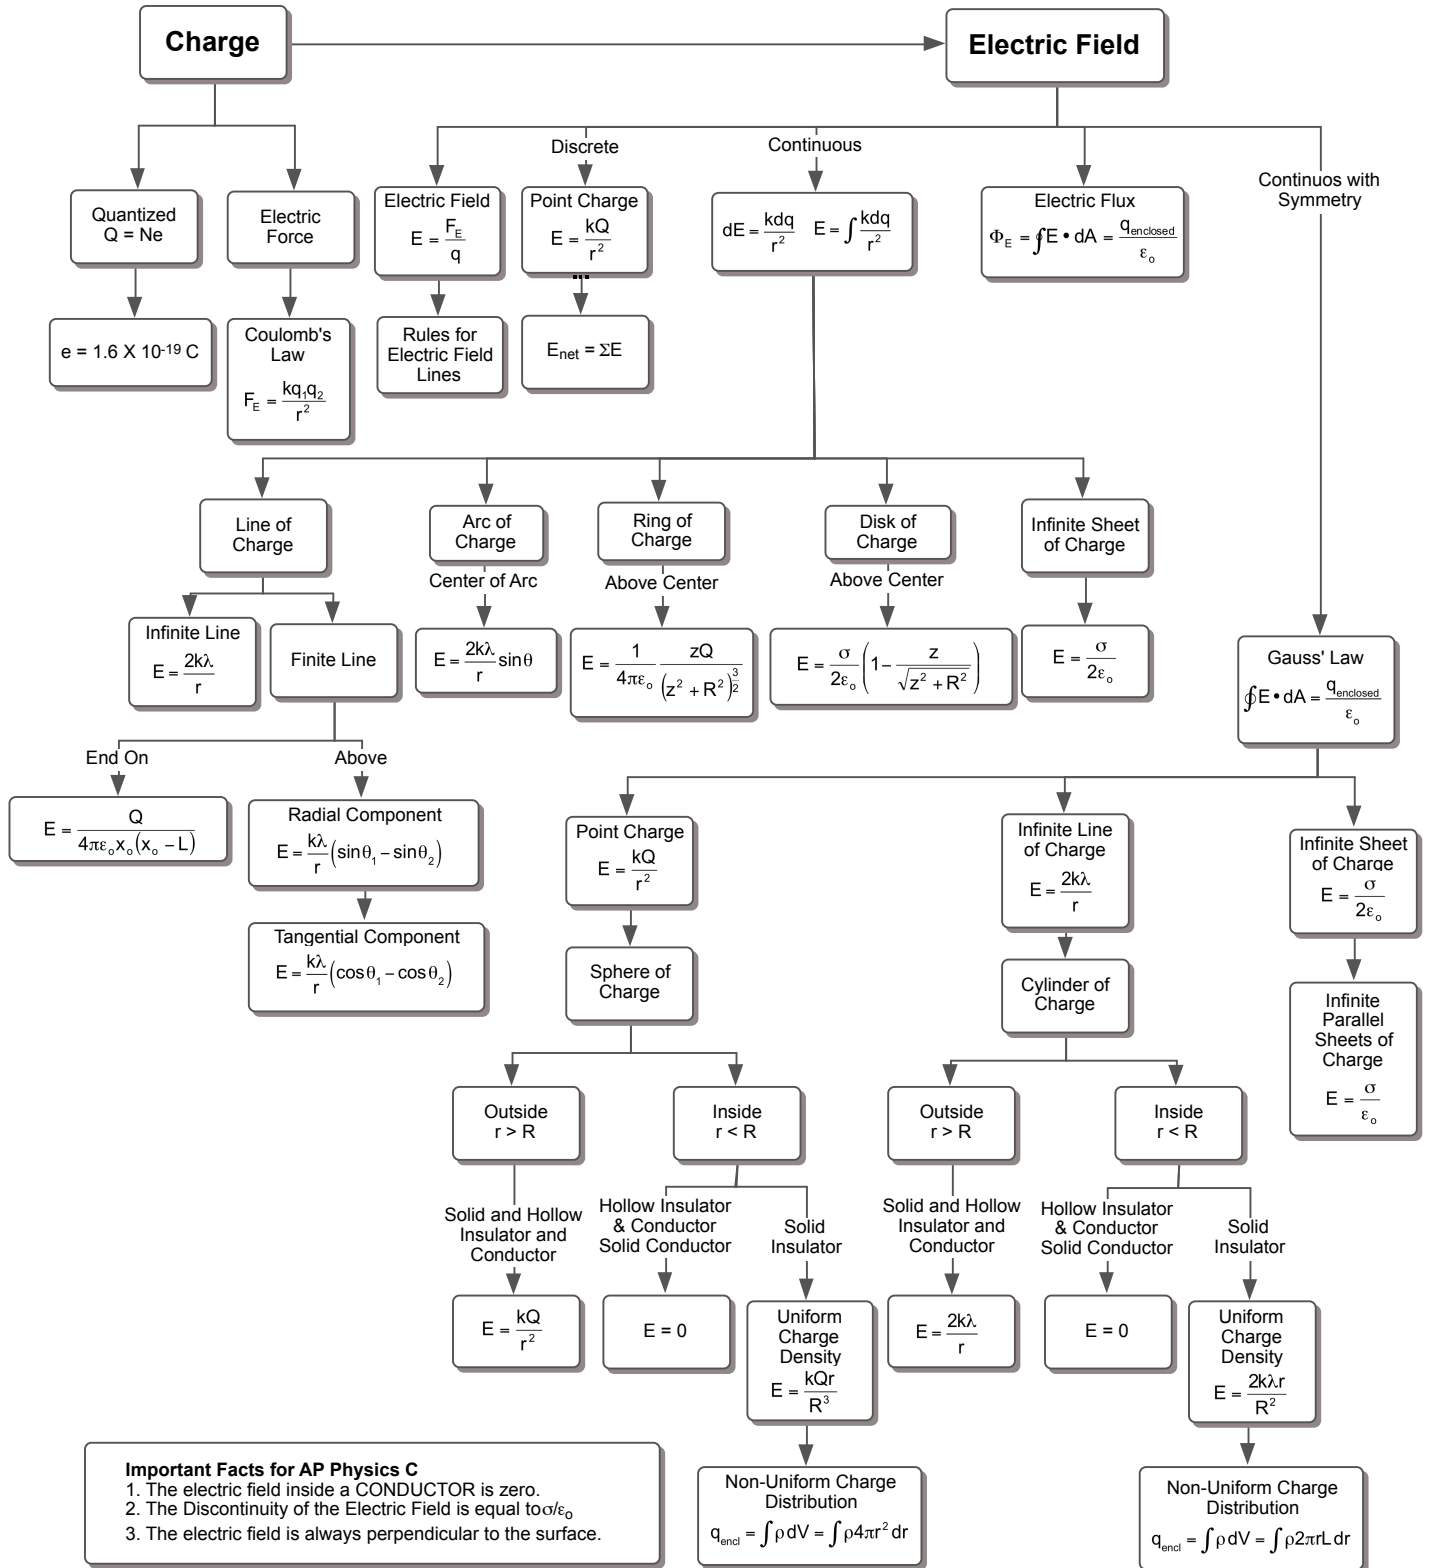 Charge
Electric Field
Discrete
Continuous
Continuos with
Symmetry
Quantized
Q = Ne
Electric
Force
Electric Field
E = F_E / q
Point Charge
E = kQ / r²
...
dE = kdq / r²   E = ∫ kdq / r²
Electric Flux
Φ_E = ∮E • dA = q_enclosed / ε_o
e = 1.6 X 10⁻¹⁹ C
Coulomb's
Law
F_E = kq₁q₂ / r²
Rules for
Electric Field
Lines
E_net = ΣE
Line of
Charge
Arc of
Charge
Ring of
Charge
Disk of
Charge
Infinite Sheet
of Charge
Center of Arc
Above Center
Above Center
Infinite Line
E = 2kλ / r
Finite Line
E = 2kλ / r sinθ
E = 1 / 4πε_o zQ / (z² + R²)^(3/2)
E = σ / 2ε_o (1 − z / √(z² + R²))
E = σ / 2ε_o
Gauss' Law
∮E • dA = q_enclosed / ε_o
End On
Above
E = Q / 4πε_o x_o (x_o − L)
Radial Component
E = kλ / r (sinθ₁ − sinθ₂)
Tangential Component
E = kλ / r (cosθ₁ − cosθ₂)
Point Charge
E = kQ / r²
Infinite Line
of Charge
E = 2kλ / r
Infinite Sheet
of Charge
E = σ / 2ε_o
Sphere of
Charge
Cylinder of
Charge
Infinite
Parallel
Sheets of
Charge
E = σ / ε_o
Outside
r > R
Inside
r < R
Outside
r > R
Inside
r < R
Solid and Hollow
Insulator and
Conductor
Hollow Insulator
& Conductor
Solid Conductor
Solid
Insulator
Solid and Hollow
Insulator and
Conductor
Hollow Insulator
& Conductor
Solid Conductor
Solid
Insulator
E = kQ / r²
E = 0
Uniform
Charge
Density
E = kQr / R³
E = 2kλ / r
E = 0
Uniform
Charge
Density
E = 2kλr / R²
Non-Uniform Charge
Distribution
q_encl = ∫ρ dV = ∫ρ4πr² dr
Non-Uniform Charge
Distribution
q_encl = ∫ρ dV = ∫ρ2πrL dr
Important Facts for AP Physics C
1. The electric field inside a CONDUCTOR is zero.
2. The Discontinuity of the Electric Field is equal to σ/ε_o
3. The electric field is always perpendicular to the surface.